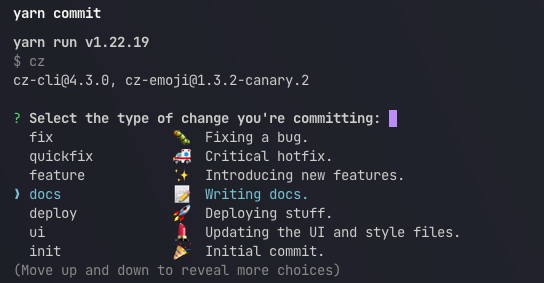 yarn commit
yarn run v1.22.19
$ cz
cz-cli@4.3.0, cz-emoji@1.3.2-canary.2
? Select the type of change you're committing:
fix 🐛 Fixing a bug.
quickfix 🚑 Critical hotfix.
feature ✨ Introducing new features.
❯ docs 📝 Writing docs.
deploy 🚀 Deploying stuff.
ui 💄 Updating the UI and style files.
init 🎉 Initial commit.
(Move up and down to reveal more choices)